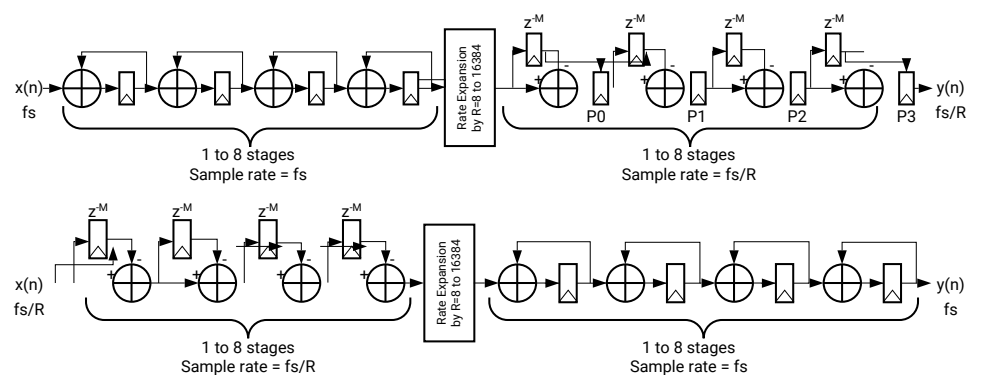 z-M
z-M
z-M
z-M
x(n)
fs
+
-
+
-
+
-
+
-
Rate Expansion
by R=8 to 16384
P0
P1
P2
P3
y(n)
fs/R
1 to 8 stages
Sample rate = fs
1 to 8 stages
Sample rate = fs/R
z-M
z-M
z-M
z-M
x(n)
fs/R
+
-
+
-
+
-
+
-
Rate Expansion
by R=8 to 16384
y(n)
fs
1 to 8 stages
Sample rate = fs/R
1 to 8 stages
Sample rate = fs